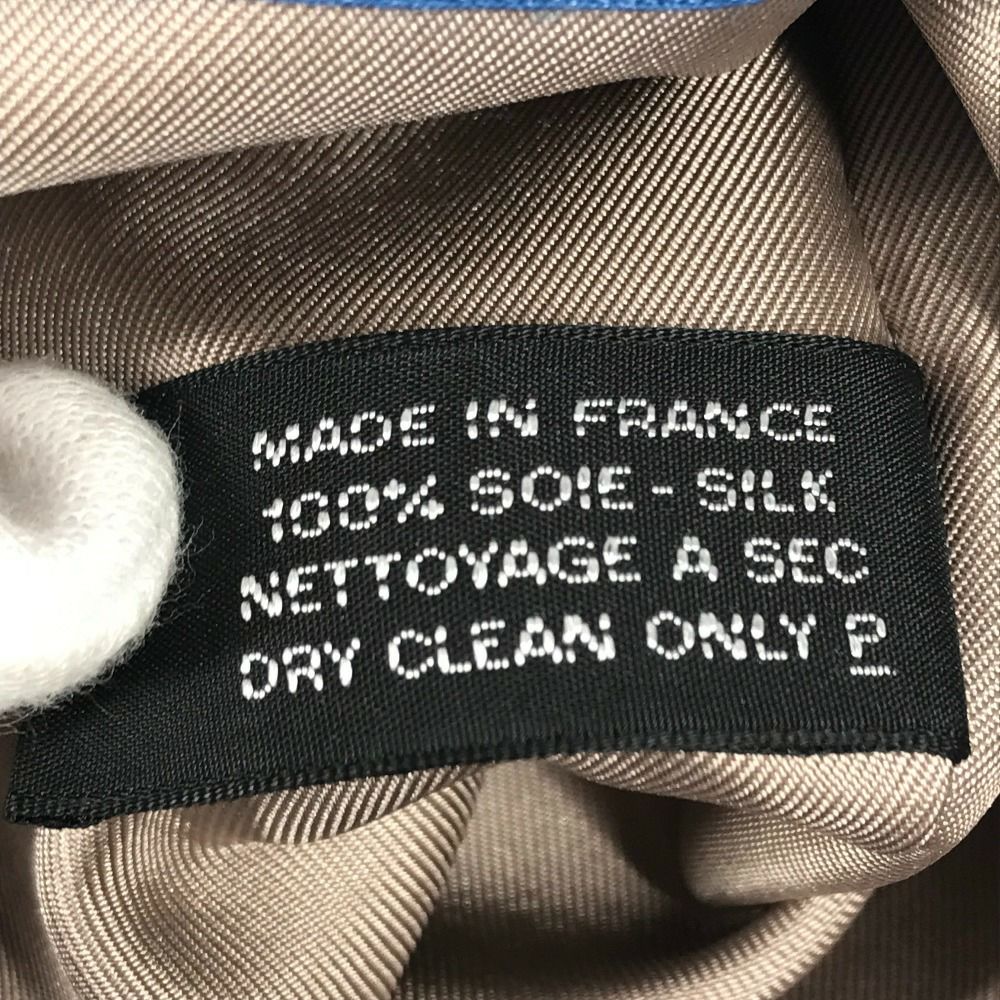 MADE IN FRANCE
100% SOIE - SILK
NETTOYAGE A SEC
DRY CLEAN ONLY P